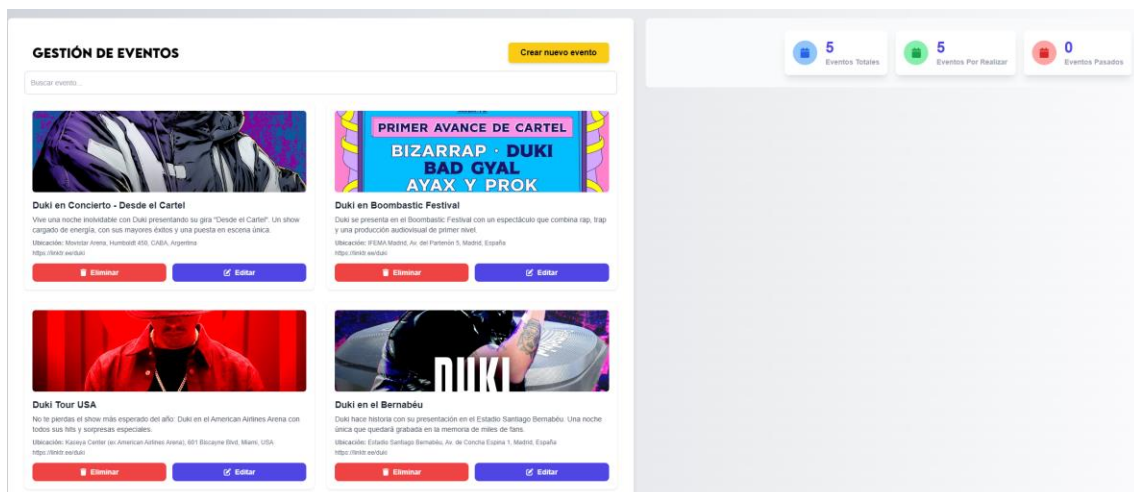 GESTIÓN DE EVENTOS
Crear nuevo evento
Buscar evento...
PRIMER AVANCE DE CARTEL
BIZARRAP · DUKI
BAD GYAL
AYAX Y PROK
Duki en Concierto - Desde el Cartel
Vive una noche inolvidable con Duki presentando su gira "Desde el Cartel". Un show
cargado de energía, con sus mayores éxitos y una puesta en escena única.
Ubicación: Movistar Arena, Humboldt 450, CABA, Argentina
https://linktr.ee/duki
Eliminar
Editar
Duki en Boombastic Festival
Duki se presenta en el Boombastic Festival con un espectáculo que combina rap, trap
y una producción audiovisual de primer nivel.
Ubicación: IFEMA Madrid, Av. del Partenón 5, Madrid, España
https://linktr.ee/duki
Eliminar
Editar
DUKI
Duki Tour USA
No te pierdas el show más esperado del año: Duki en el American Airlines Arena con
todos sus hits y sorpresas especiales.
Ubicación: Kaseya Center (ex American Airlines Arena), 601 Biscayne Blvd, Miami, USA
https://linktr.ee/duki
Eliminar
Editar
Duki en el Bernabéu
Duki hace historia con su presentación en el Estadio Santiago Bernabéu. Una noche
única que quedará grabada en la memoria de miles de fans.
Ubicación: Estadio Santiago Bernabéu, Av. de Concha Espina 1, Madrid, España
https://linktr.ee/duki
Eliminar
Editar
5
Eventos Totales
5
Eventos Por Realizar
0
Eventos Pasados